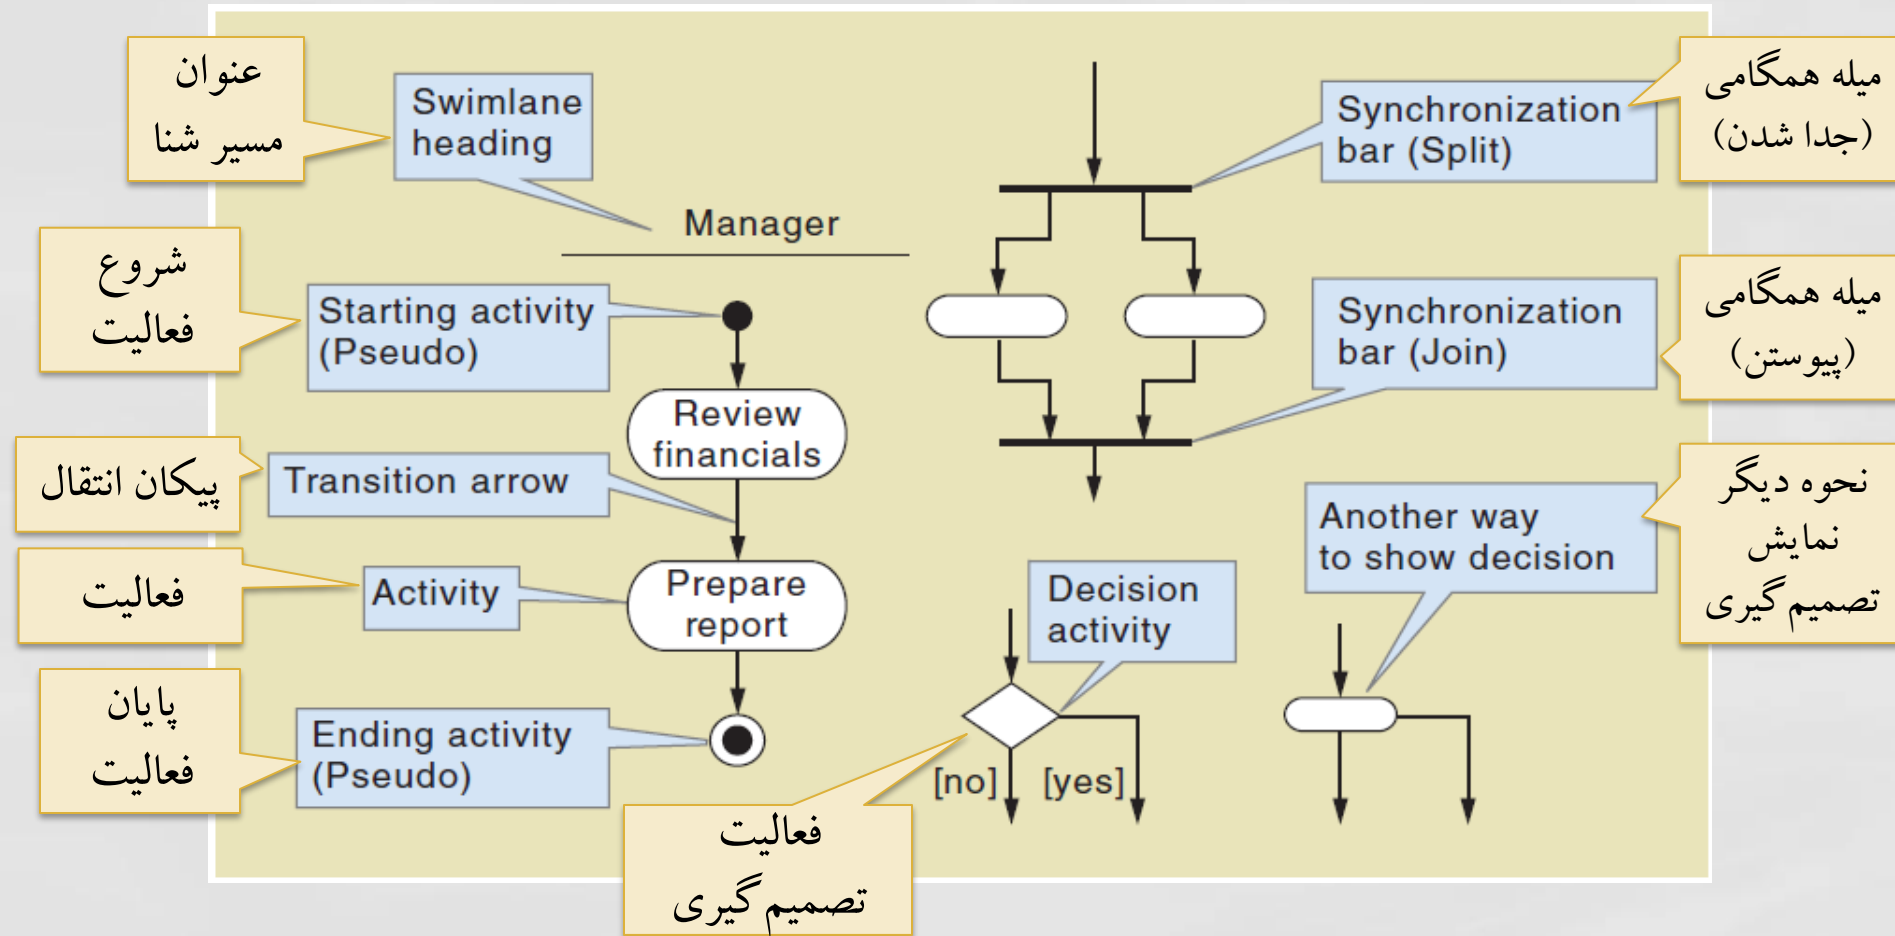 عنوان
مسیر شنا
Swimlane
heading
Manager
شروع
فعالیت
Starting activity
(Pseudo)
Review
financials
پیکان انتقال
Transition arrow
فعالیت
Activity
Prepare
report
پایان
فعالیت
Ending activity
(Pseudo)
Synchronization
bar (Split)
میله همگامی
(جدا شدن)
Synchronization
bar (Join)
میله همگامی
(پیوستن)
Decision
activity
[no] [yes]
فعالیت
تصمیم‌گیری
Another way
to show decision
نحوه دیگر
نمایش
تصمیم‌گیری